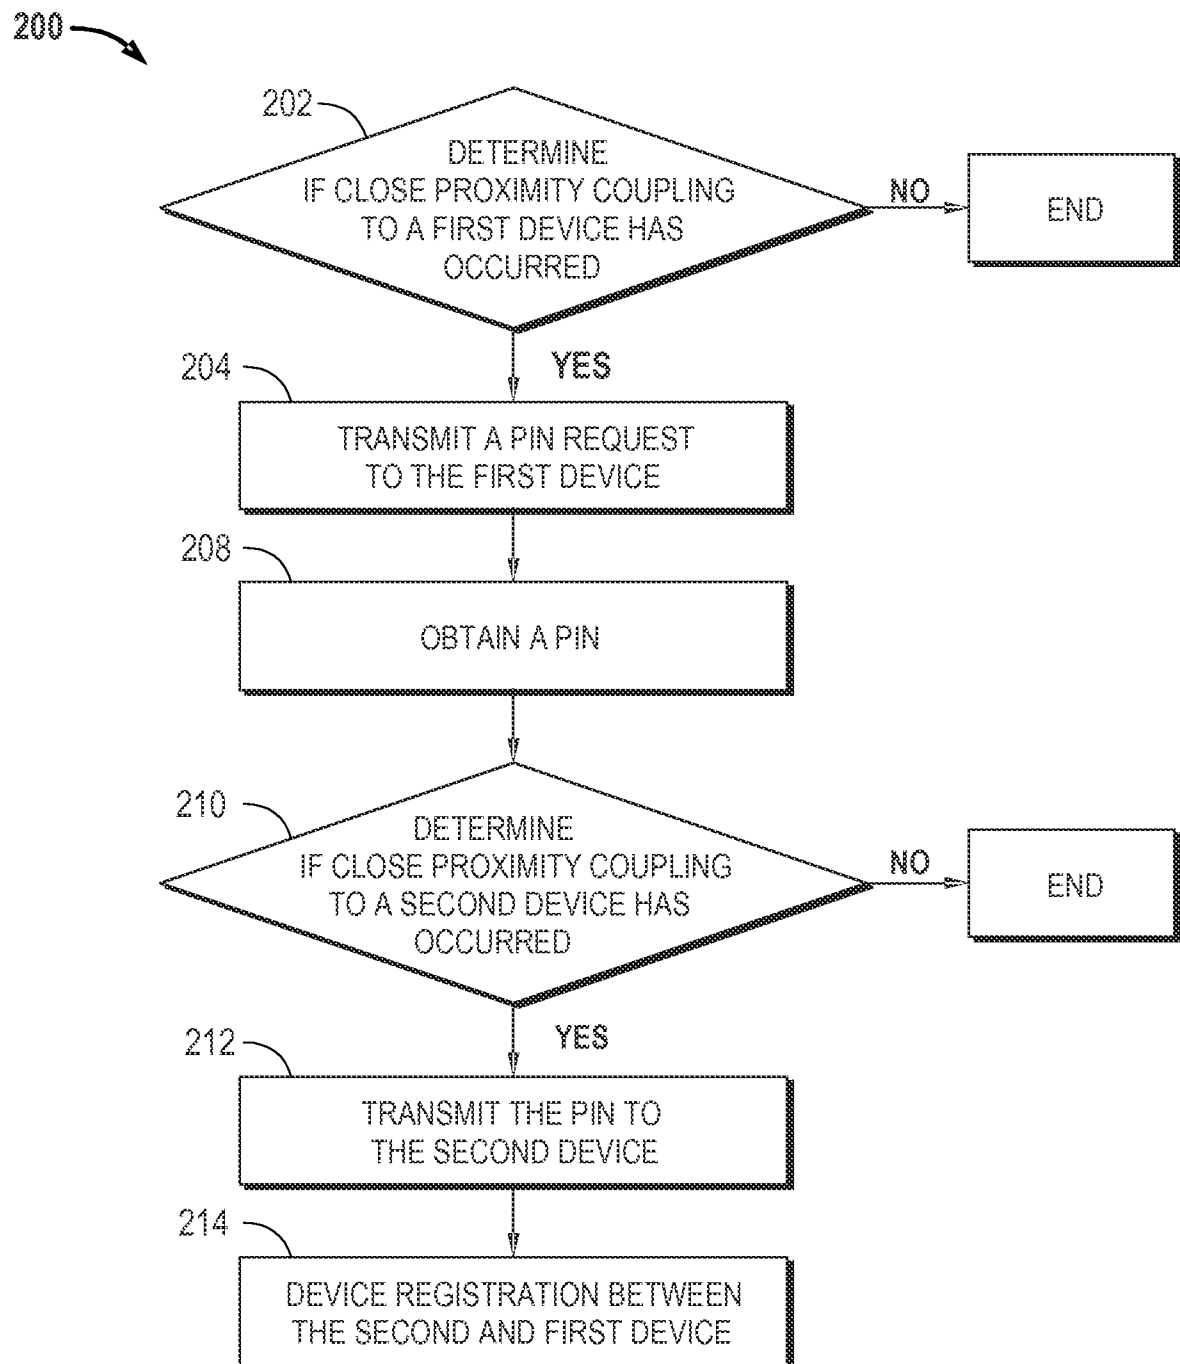 200
202
DETERMINE
IF CLOSE PROXIMITY COUPLING
TO A FIRST DEVICE HAS
OCCURRED
NO
END
YES
204
TRANSMIT A PIN REQUEST
TO THE FIRST DEVICE
208
OBTAIN A PIN
210
DETERMINE
IF CLOSE PROXIMITY COUPLING
TO A SECOND DEVICE HAS
OCCURRED
NO
END
YES
212
TRANSMIT THE PIN TO
THE SECOND DEVICE
214
DEVICE REGISTRATION BETWEEN
THE SECOND AND FIRST DEVICE